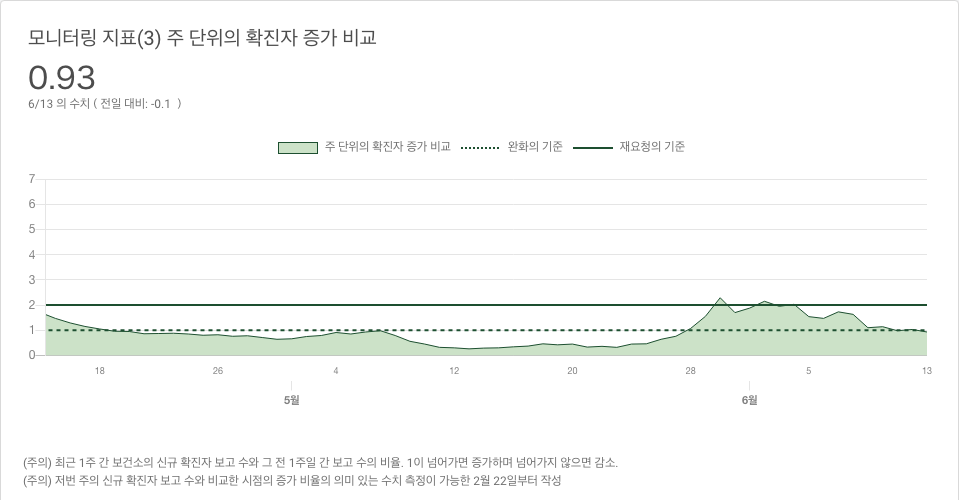 모니터링 지표(3) 주 단위의 확진자 증가 비교
0.93
6/13 의 수치 ( 전일 대비: -0.1 )
주 단위의 확진자 증가 비교 완화의 기준 재요청의 기준
7
6
5
4
3
2
1
0
18 26 4 12 20 28 5 13
5월 6월
(주의) 최근 1주 간 보건소의 신규 확진자 보고 수와 그 전 1주일 간 보고 수의 비율. 1이 넘어가면 증가하며 넘어가지 않으면 감소.
(주의) 저번 주의 신규 확진자 보고 수와 비교한 시점의 증가 비율의 의미 있는 수치 측정이 가능한 2월 22일부터 작성